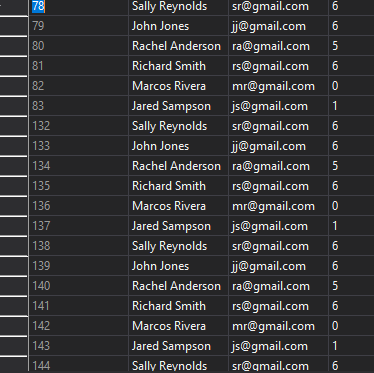 78 Sally Reynolds sr@gmail.com 6
79 John Jones jj@gmail.com 6
80 Rachel Anderson ra@gmail.com 5
81 Richard Smith rs@gmail.com 6
82 Marcos Rivera mr@gmail.com 0
83 Jared Sampson js@gmail.com 1
132 Sally Reynolds sr@gmail.com 6
133 John Jones jj@gmail.com 6
134 Rachel Anderson ra@gmail.com 5
135 Richard Smith rs@gmail.com 6
136 Marcos Rivera mr@gmail.com 0
137 Jared Sampson js@gmail.com 1
138 Sally Reynolds sr@gmail.com 6
139 John Jones jj@gmail.com 6
140 Rachel Anderson ra@gmail.com 5
141 Richard Smith rs@gmail.com 6
142 Marcos Rivera mr@gmail.com 0
143 Jared Sampson js@gmail.com 1
144 Sally Reynolds sr@gmail.com 6